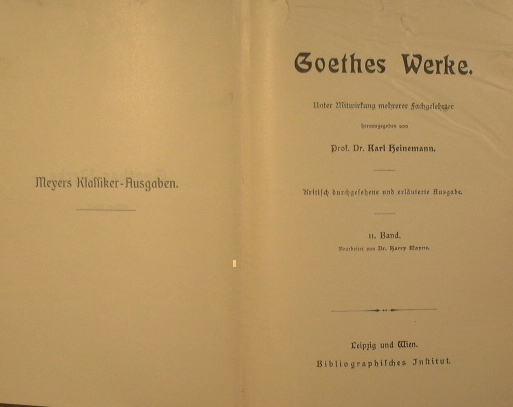 Meyers Klassiker-Ausgaben.
Goethes Werke.
Unter Mitwirkung mehrerer Fachgelehrter
herausgegeben von
Prof. Dr. Karl Heinemann.
Kritisch durchgesehene und erläuterte Ausgabe.
11. Band.
Bearbeitet von Dr. Harry Maync.
Leipzig und Wien.
Bibliographisches Institut.